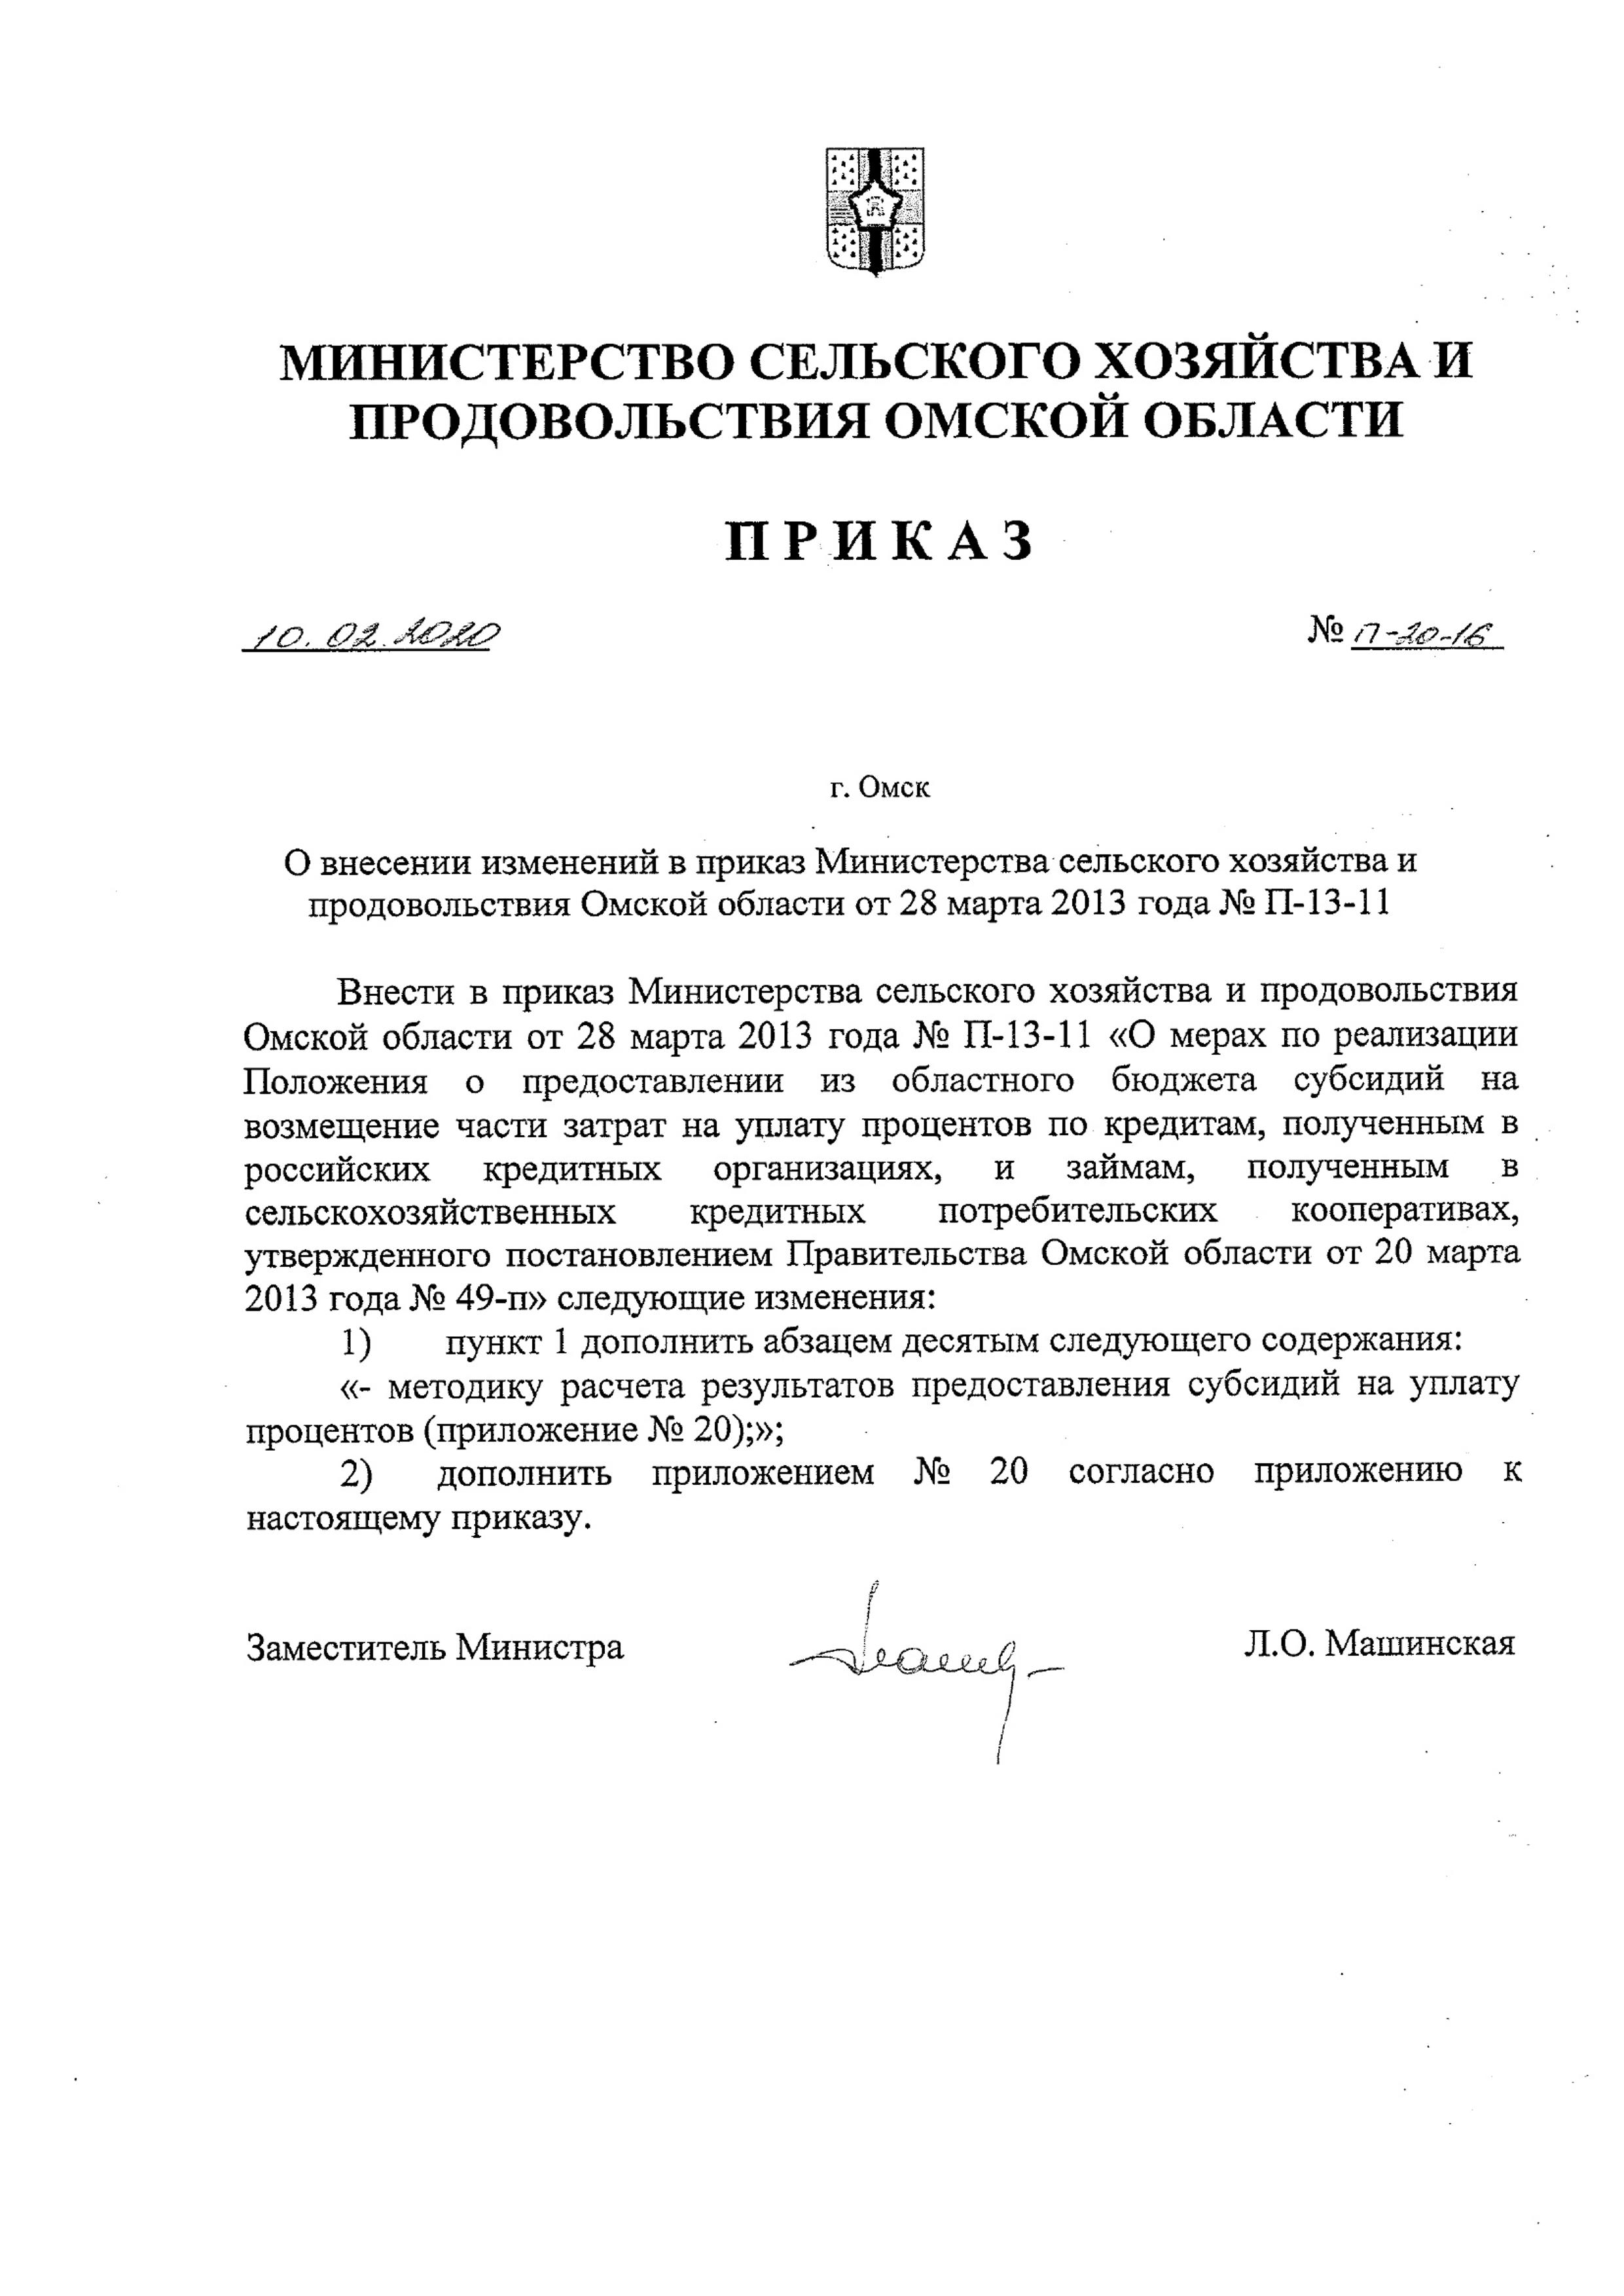 МИНИСТЕРСТВО СЕЛЬСКОГО ХОЗЯЙСТВА И
ПРОДОВОЛЬСТВИЯ ОМСКОЙ ОБЛАСТИ
П Р И К А З
10.02.2020 № П-20-16
г. Омск
О внесении изменений в приказ Министерства сельского хозяйства и
продовольствия Омской области от 28 марта 2013 года № П-13-11
Внести в приказ Министерства сельского хозяйства и продовольствия
Омской области от 28 марта 2013 года № П-13-11 «О мерах по реализации
Положения о предоставлении из областного бюджета субсидий на
возмещение части затрат на уплату процентов по кредитам, полученным в
российских кредитных организациях, и займам, полученным в
сельскохозяйственных кредитных потребительских кооперативах,
утвержденного постановлением Правительства Омской области от 20 марта
2013 года № 49-п» следующие изменения:
1) пункт 1 дополнить абзацем десятым следующего содержания:
«- методику расчета результатов предоставления субсидий на уплату
процентов (приложение № 20);»;
2) дополнить приложением № 20 согласно приложению к
настоящему приказу.
Заместитель Министра Л.О. Машинская